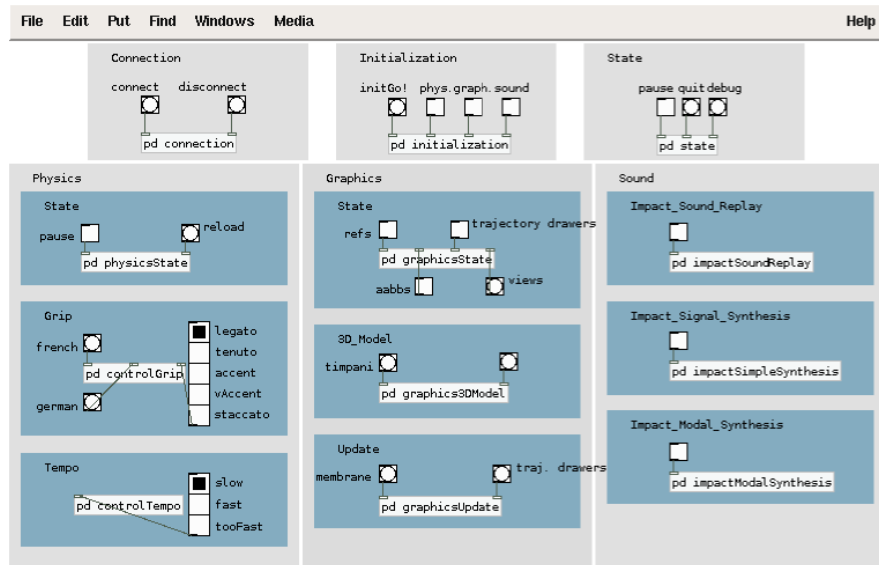 File Edit Put Find Windows Media Help
Connection
connect disconnect
pd connection
Initialization
initGo! phys.graph. sound
pd initialization
State
pause quit debug
pd state
Physics
State
pause reload
pd physicsState
Grip
french
pd controlGrip
german
legato
tenuto
accent
vAccent
staccato
Tempo
pd controlTempo
slow
fast
tooFast
Graphics
State
refs trajectory drawers
pd graphicsState
aabbs views
3D_Model
timpani
pd graphics3DModel
Update
membrane traj. drawers
pd graphicsUpdate
Sound
Impact_Sound_Replay
pd impactSoundReplay
Impact_Signal_Synthesis
pd impactSimpleSynthesis
Impact_Modal_Synthesis
pd impactModalSynthesis